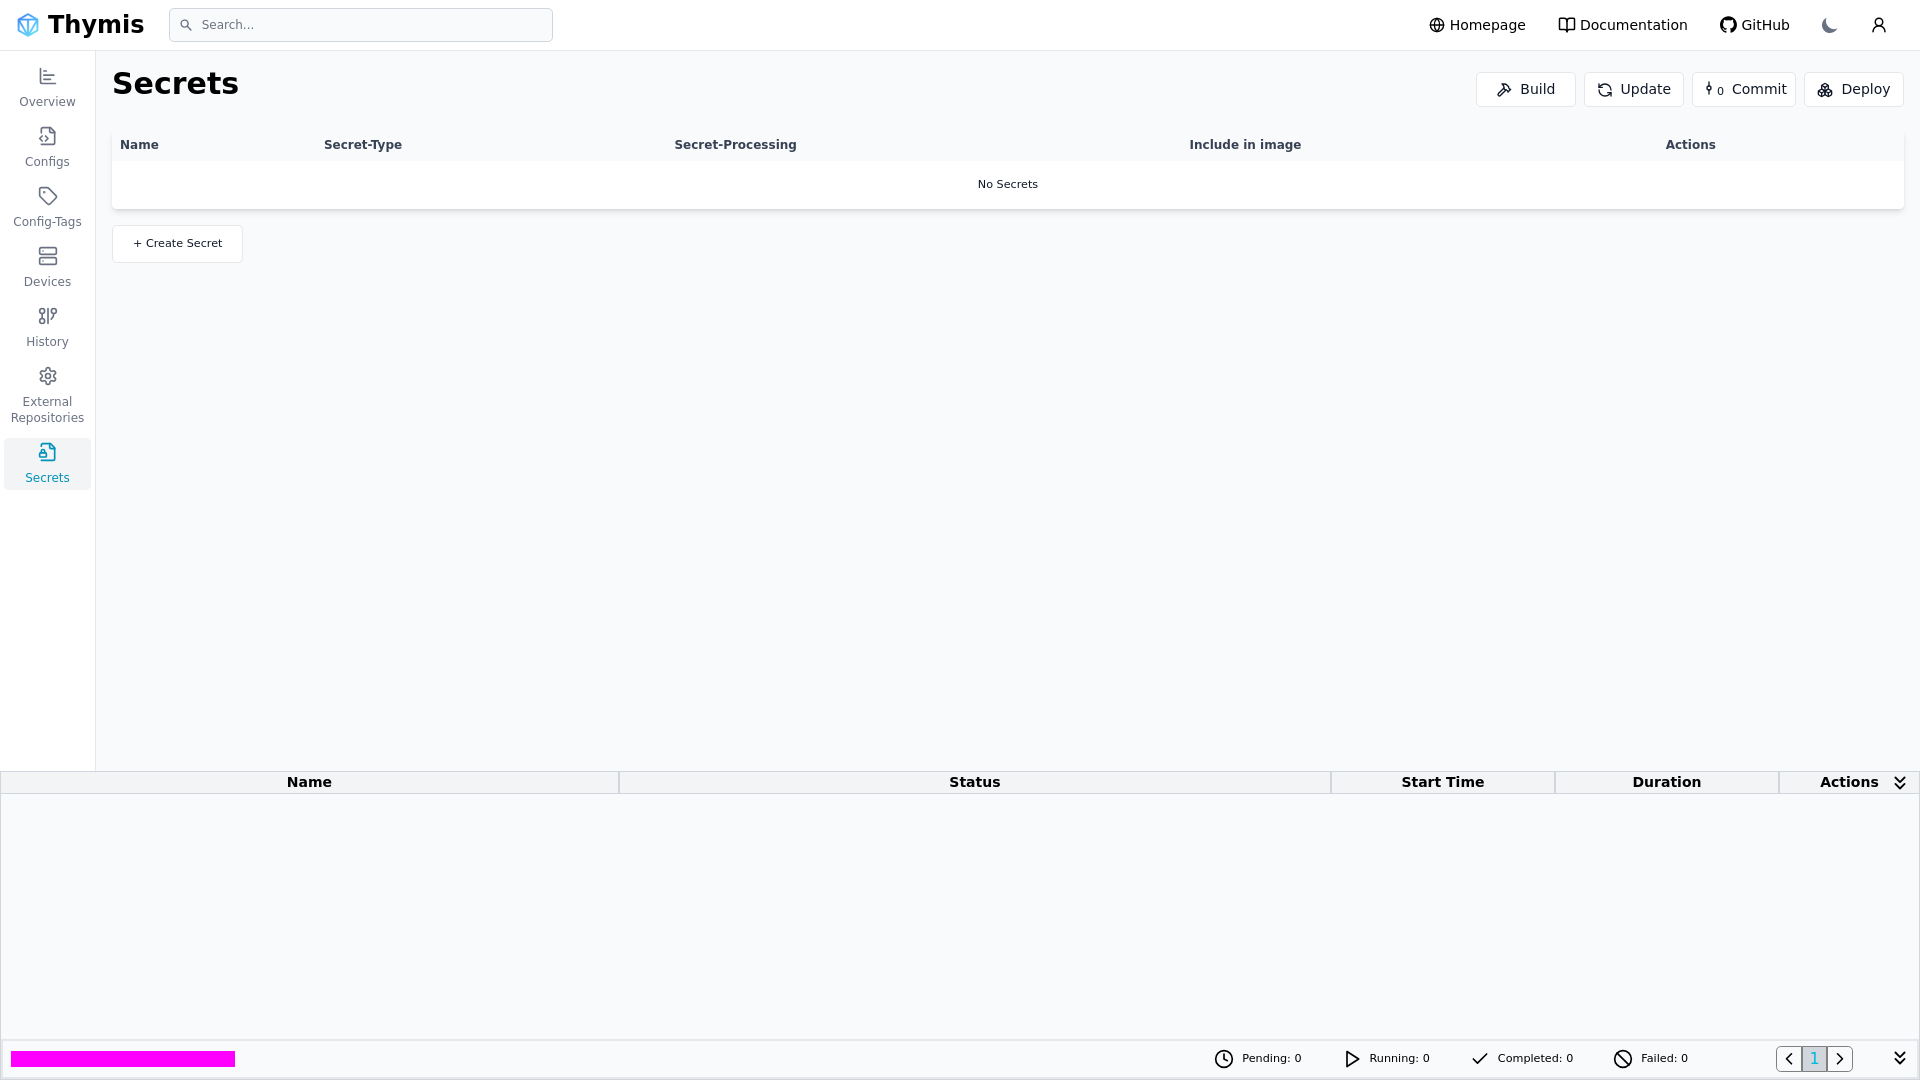 Thymis
Search...
Homepage
Documentation
GitHub
Overview
Configs
Config-Tags
Devices
History
External
Repositories
Secrets
Secrets
Build
Update
0 Commit
Deploy
Name Secret-Type Secret-Processing Include in image Actions
No Secrets
+ Create Secret
Name Status Start Time Duration Actions
Pending: 0 Running: 0 Completed: 0 Failed: 0 1